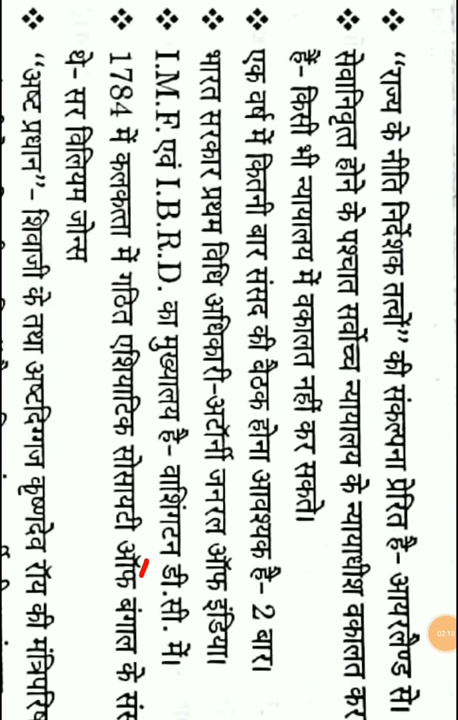 ❖ “राज्य के नीति निर्देशक तत्वों” की संकल्पना प्रेरित है– आयरलैण्ड से।
❖ सेवानिवृत होने के पश्चात सर्वोच्च न्यायालय के न्यायाधीश वकालत कर
है– किसी भी न्यायालय में वकालत नहीं कर सकते।
❖ एक वर्ष में कितनी बार संसद की बैठक होना आवश्यक है– 2 बार।
❖ भारत सरकार प्रथम विधि अधिकारी–अटॉर्नी जनरल ऑफ इंडिया।
❖ I.M.F. एवं I.B.R.D. का मुख्यालय है– वाशिंगटन डी.सी. में।
❖ 1784 में कलकत्ता में गठित एशियाटिक सोसायटी ऑफ बंगाल के संस
थे– सर विलियम जोन्स
❖ “अष्ट प्रधान”– शिवाजी के तथा अष्टदिग्गज कृष्णदेव रॉय की मंत्रिपरिष
02:18